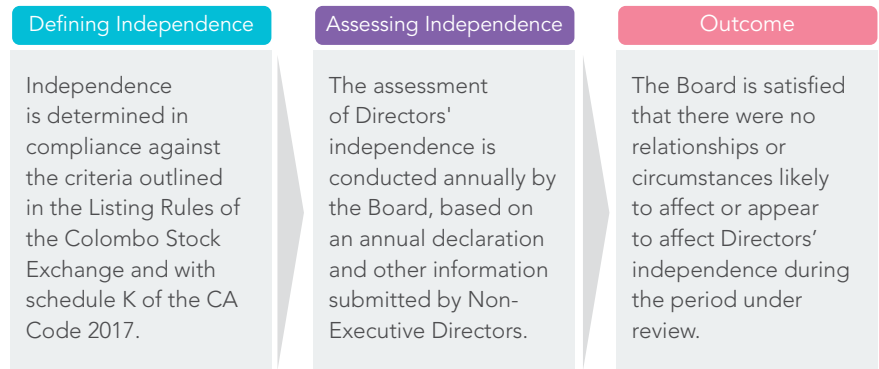 Defining Independence
Independence
is determined in
compliance against
the criteria outlined
in the Listing Rules of
the Colombo Stock
Exchange and with
schedule K of the CA
Code 2017.
Assessing Independence
The assessment
of Directors'
independence is
conducted annually by
the Board, based on
an annual declaration
and other information
submitted by Non-
Executive Directors.
Outcome
The Board is satisfied
that there were no
relationships or
circumstances likely
to affect or appear
to affect Directors’
independence during
the period under
review.